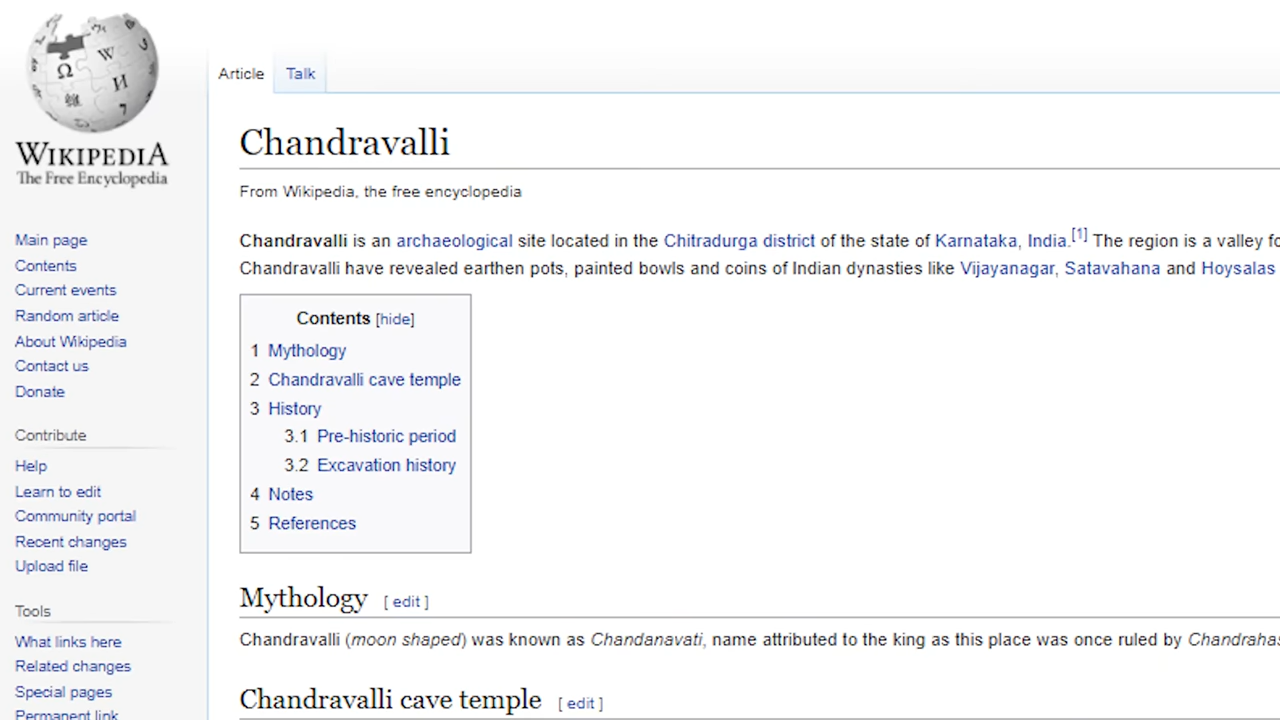 WIKIPEDIA
The Free Encyclopedia
Main page
Contents
Current events
Random article
About Wikipedia
Contact us
Donate
Contribute
Help
Learn to edit
Community portal
Recent changes
Upload file
Tools
What links here
Related changes
Special pages
Permanent link
Article Talk
Chandravalli
From Wikipedia, the free encyclopedia
Chandravalli is an archaeological site located in the Chitradurga district of the state of Karnataka, India.[1] The region is a valley
Chandravalli have revealed earthen pots, painted bowls and coins of Indian dynasties like Vijayanagar, Satavahana and Hoysalas
Contents [hide]
1 Mythology
2 Chandravalli cave temple
3 History
3.1 Pre-historic period
3.2 Excavation history
4 Notes
5 References
Mythology [ edit ]
Chandravalli (moon shaped) was known as Chandanavati, name attributed to the king as this place was once ruled by
Chandravalli cave temple [ edit ]